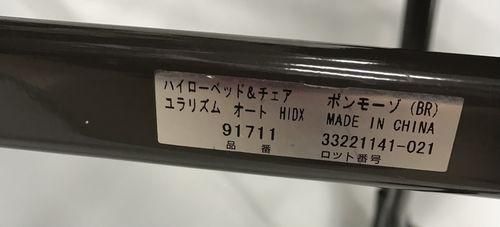 ハイローベッド&チェア ボンモーゾ (BR)
ユラリズム オート HIDX MADE IN CHINA
91711 33221141-021
品番 ロット番号